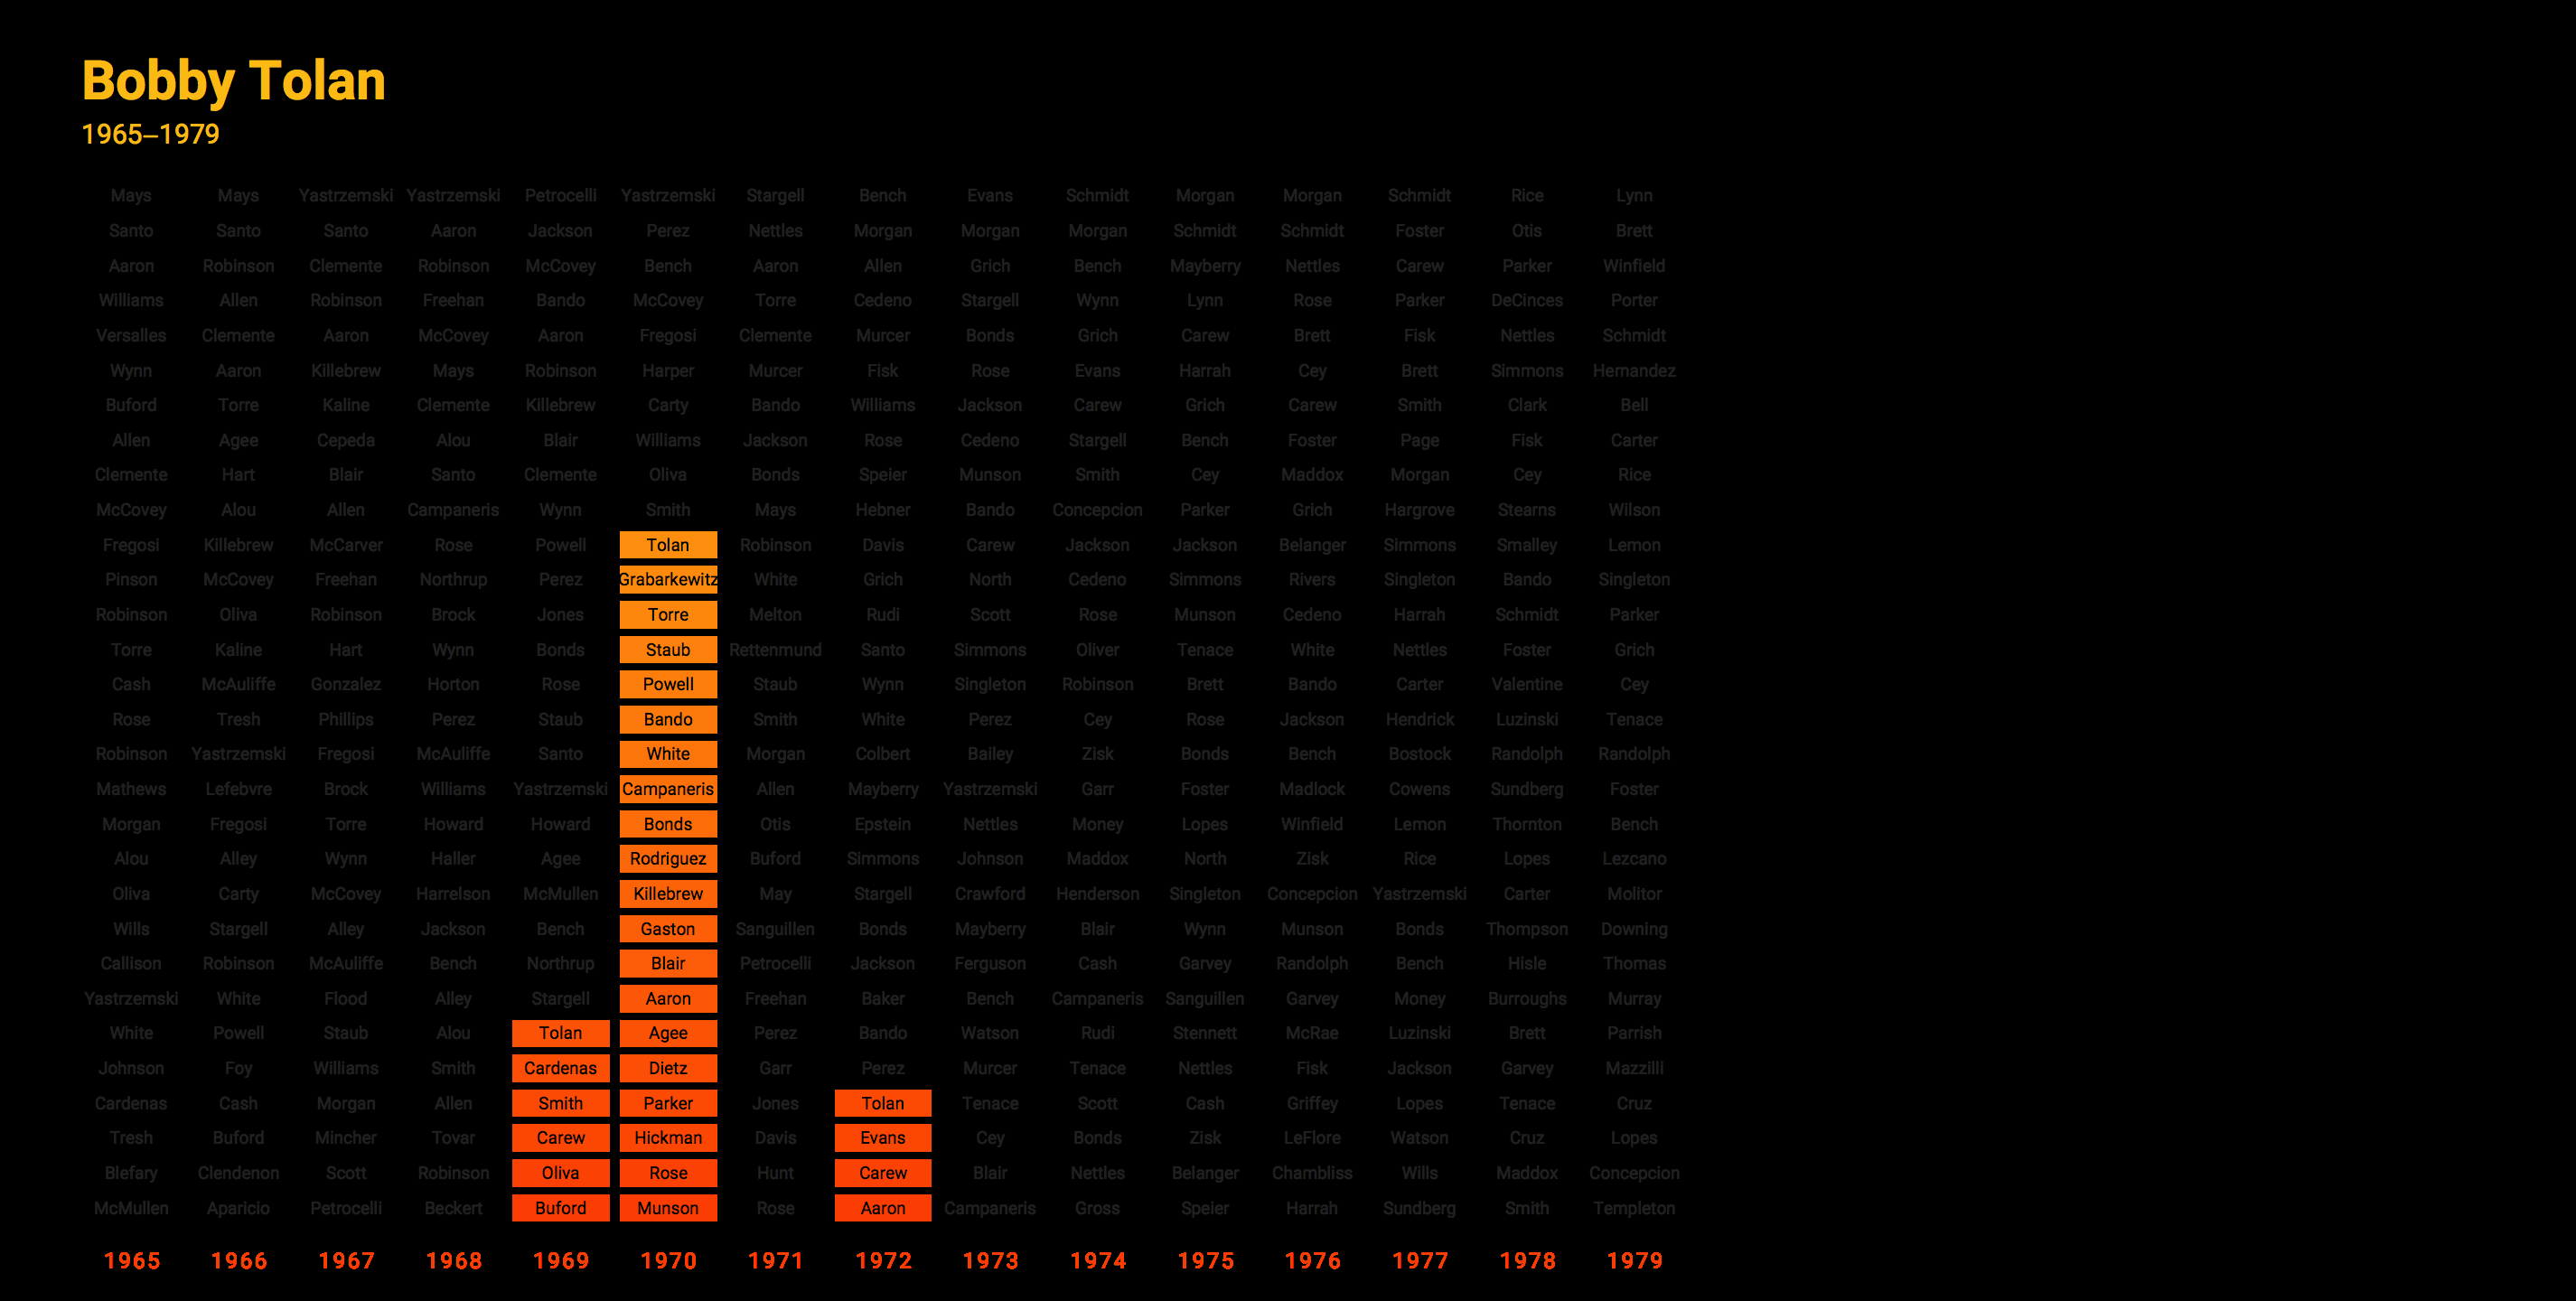 Bobby Tolan
1965–1979
Mays Mays Yastrzemski Yastrzemski Petrocelli Yastrzemski Stargell Bench Evans Schmidt Morgan Morgan Schmidt Rice Lynn
Santo Santo Santo Aaron Jackson Perez Nettles Morgan Morgan Morgan Schmidt Schmidt Foster Otis Brett
Aaron Robinson Clemente Robinson McCovey Bench Aaron Allen Grich Bench Mayberry Nettles Carew Parker Winfield
Williams Allen Robinson Freehan Bando McCovey Torre Cedeno Stargell Wynn Lynn Rose Parker DeCinces Porter
Versalles Clemente Aaron McCovey Aaron Fregosi Clemente Murcer Bonds Grich Carew Brett Fisk Nettles Schmidt
Wynn Aaron Killebrew Mays Robinson Harper Murcer Fisk Rose Evans Harrah Cey Brett Simmons Hernandez
Buford Torre Kaline Clemente Killebrew Carty Bando Williams Jackson Carew Grich Carew Smith Clark Bell
Allen Agee Cepeda Alou Blair Williams Jackson Rose Cedeno Stargell Bench Foster Page Fisk Carter
Clemente Hart Blair Santo Clemente Oliva Bonds Speier Munson Smith Cey Maddox Morgan Cey Rice
McCovey Alou Allen Campaneris Wynn Smith Mays Hebner Bando Concepcion Parker Grich Hargrove Stearns Wilson
Fregosi Killebrew McCarver Rose Powell Tolan Robinson Davis Carew Jackson Jackson Belanger Simmons Smalley Lemon
Pinson McCovey Freehan Northrup Perez Grabarkewitz White Grich North Cedeno Simmons Rivers Singleton Bando Singleton
Robinson Oliva Robinson Brock Jones Torre Melton Rudi Scott Rose Munson Cedeno Harrah Schmidt Parker
Torre Kaline Hart Wynn Bonds Staub Rettenmund Santo Simmons Oliver Tenace White Nettles Foster Grich
Cash McAuliffe Gonzalez Horton Rose Powell Staub Wynn Singleton Robinson Brett Bando Carter Valentine Cey
Rose Tresh Phillips Perez Staub Bando Smith White Perez Cey Rose Jackson Hendrick Luzinski Tenace
Robinson Yastrzemski Fregosi McAuliffe Santo White Morgan Colbert Bailey Zisk Bonds Bench Bostock Randolph Randolph
Mathews Lefebvre Brock Williams Yastrzemski Campaneris Allen Mayberry Yastrzemski Garr Foster Madlock Cowens Sundberg Foster
Morgan Fregosi Torre Howard Howard Bonds Otis Epstein Nettles Money Lopes Winfield Lemon Thornton Bench
Alou Alley Wynn Haller Agee Rodriguez Buford Simmons Johnson Maddox North Zisk Rice Lopes Lezcano
Oliva Carty McCovey Harrelson McMullen Killebrew May Stargell Crawford Henderson Singleton Concepcion Yastrzemski Carter Molitor
Wills Stargell Alley Jackson Bench Gaston Sanguillen Bonds Mayberry Blair Wynn Munson Bonds Thompson Downing
Callison Robinson McAuliffe Bench Northrup Blair Petrocelli Jackson Ferguson Cash Garvey Randolph Bench Hisle Thomas
Yastrzemski White Flood Alley Stargell Aaron Freehan Baker Bench Campaneris Sanguillen Garvey Money Burroughs Murray
White Powell Staub Alou Tolan Agee Perez Bando Watson Rudi Stennett McRae Luzinski Brett Parrish
Johnson Foy Williams Smith Cardenas Dietz Garr Perez Murcer Tenace Nettles Fisk Jackson Garvey Mazzilli
Cardenas Cash Morgan Allen Smith Parker Jones Tolan Tenace Scott Cash Griffey Lopes Tenace Cruz
Tresh Buford Mincher Tovar Carew Hickman Davis Evans Cey Bonds Zisk LeFlore Watson Cruz Lopes
Blefary Clendenon Scott Robinson Oliva Rose Hunt Carew Blair Nettles Belanger Chambliss Wills Maddox Concepcion
McMullen Aparicio Petrocelli Beckert Buford Munson Rose Aaron Campaneris Gross Speier Harrah Sundberg Smith Templeton
1965 1966 1967 1968 1969 1970 1971 1972 1973 1974 1975 1976 1977 1978 1979